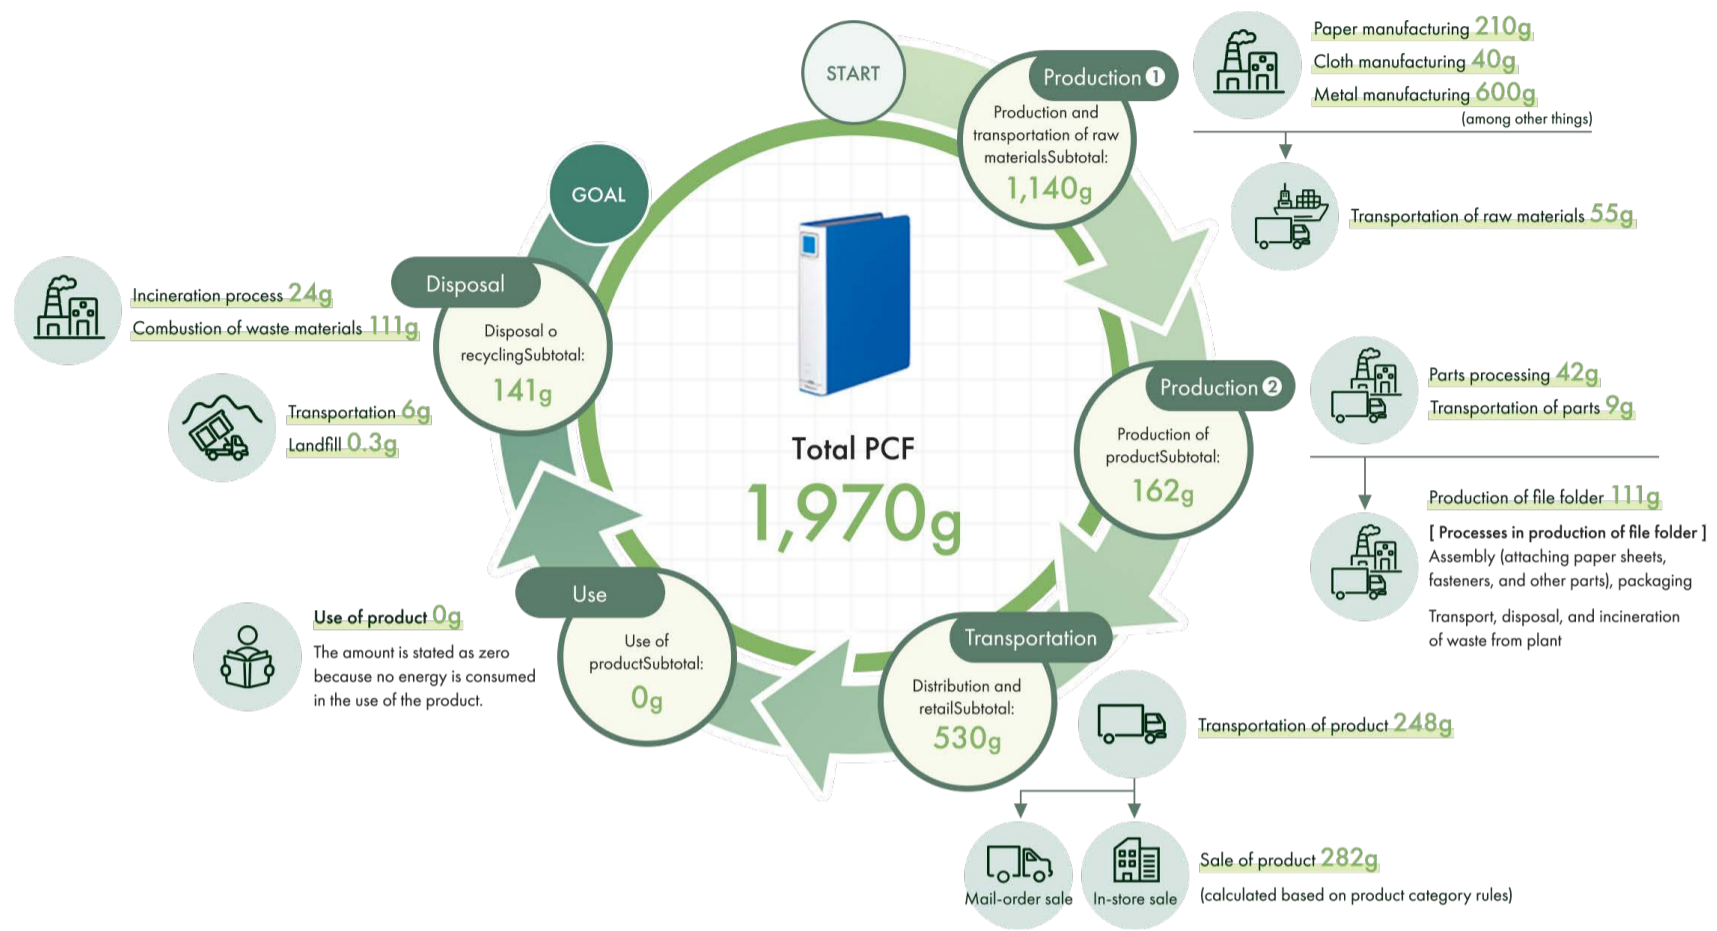 START
Production 1
Production and
transportation of raw
materialsSubtotal:
1,140g
Paper manufacturing 210g
Cloth manufacturing 40g
Metal manufacturing 600g
(among other things)
Transportation of raw materials 55g
Production 2
Production of
productSubtotal:
162g
Parts processing 42g
Transportation of parts 9g
Production of file folder 111g
[ Processes in production of file folder ]
Assembly (attaching paper sheets,
fasteners, and other parts), packaging
Transport, disposal, and incineration
of waste from plant
Transportation
Distribution and
retailSubtotal:
530g
Transportation of product 248g
Mail-order sale
In-store sale
Sale of product 282g
(calculated based on product category rules)
Use
Use of
productSubtotal:
0g
Use of product 0g
The amount is stated as zero
because no energy is consumed
in the use of the product.
Disposal
Disposal o
recyclingSubtotal:
141g
Incineration process 24g
Combustion of waste materials 111g
Transportation 6g
Landfill 0.3g
GOAL
Total PCF
1,970g